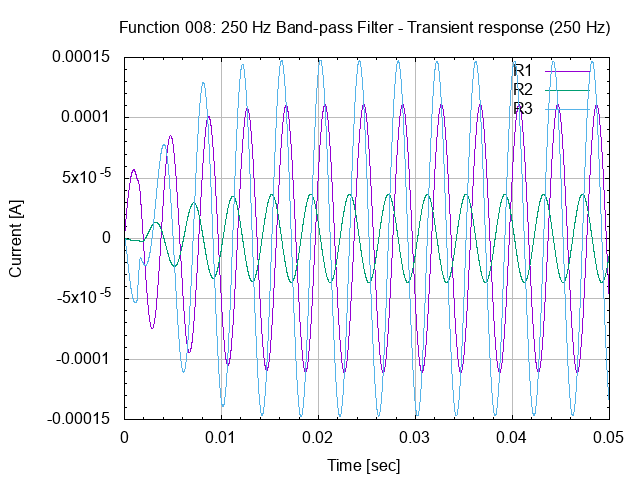 Function 008: 250 Hz Band-pass Filter - Transient response (250 Hz)
0.00015
R1
R2
0.0001
R3
5x10⁻⁵
Current [A]
0
-5x10⁻⁵
-0.0001
-0.00015
0 0.01 0.02 0.03 0.04 0.05
Time [sec]